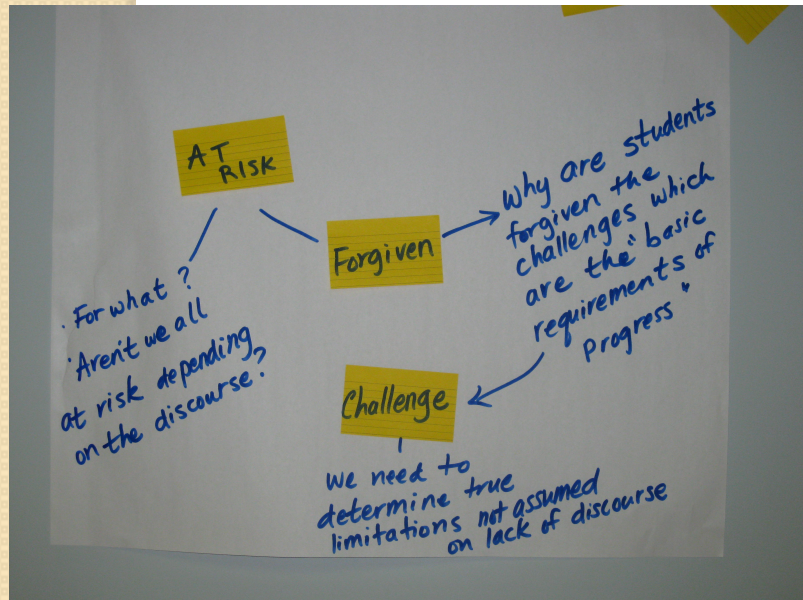 AT
RISK
· For what ?
· Aren't we all
at risk depending
on the discourse?
Forgiven
Why are students
forgiven the
challenges which
are the "basic
requirements of
progress"
Challenge
we need to
determine true
limitations not assumed
on lack of discourse